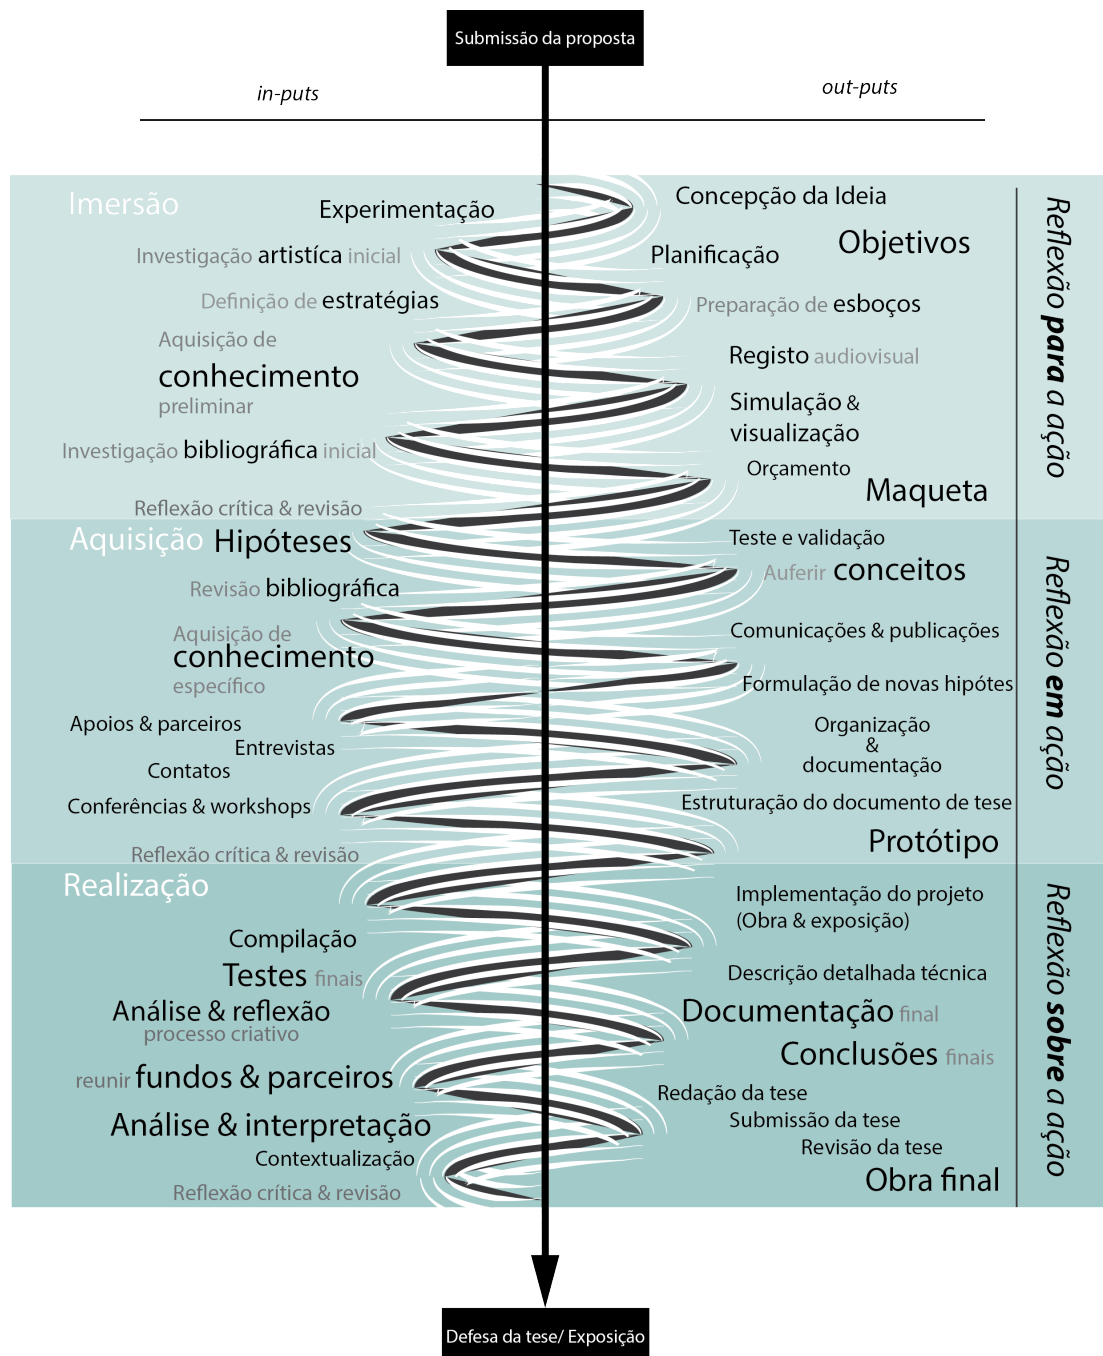 Submissão da proposta
in-puts
out-puts
Imersão
Experimentação
Investigação artistíca inicial
Definição de estratégias
Aquisição de
conhecimento
preliminar
Investigação bibliográfica inicial
Reflexão crítica & revisão
Concepção da Ideia
Objetivos
Planificação
Preparação de esboços
Registo audiovisual
Simulação &
visualização
Orçamento
Maqueta
Reflexão para a ação
Aquisição Hipóteses
Revisão bibliográfica
Aquisição de
conhecimento
específico
Apoios & parceiros
Entrevistas
Contatos
Conferências & workshops
Reflexão crítica & revisão
Teste e validação
Auferir conceitos
Comunicações & publicações
Formulação de novas hipótes
Organização
&
documentação
Estruturação do documento de tese
Protótipo
Reflexão em ação
Realização
Compilação
Testes finais
Análise & reflexão
processo criativo
reunir fundos & parceiros
Análise & interpretação
Contextualização
Reflexão crítica & revisão
Implementação do projeto
(Obra & exposição)
Descrição detalhada técnica
Documentação final
Conclusões finais
Redação da tese
Submissão da tese
Revisão da tese
Obra final
Reflexão sobre a ação
Defesa da tese/ Exposição